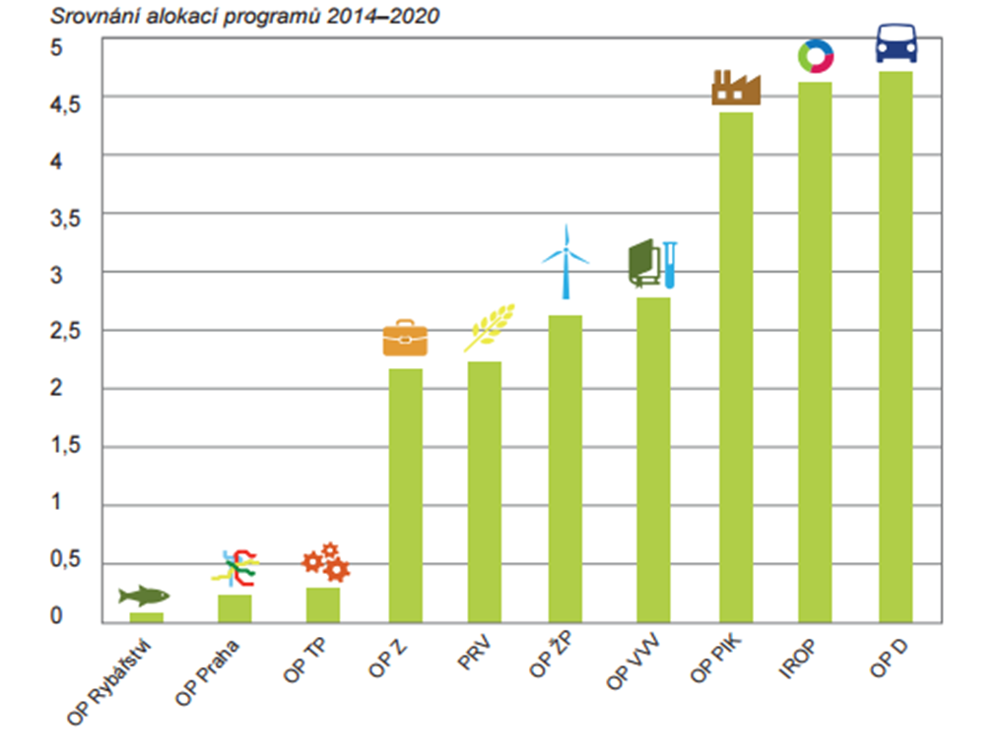 Srovnání alokací programů 2014–2020
5
4,5
4
3,5
3
2,5
2
1,5
1
0,5
0
OP Rybářství
OP Praha
OP TP
OP Z
PRV
OP ŽP
OP VVV
OP PIK
IROP
OP D